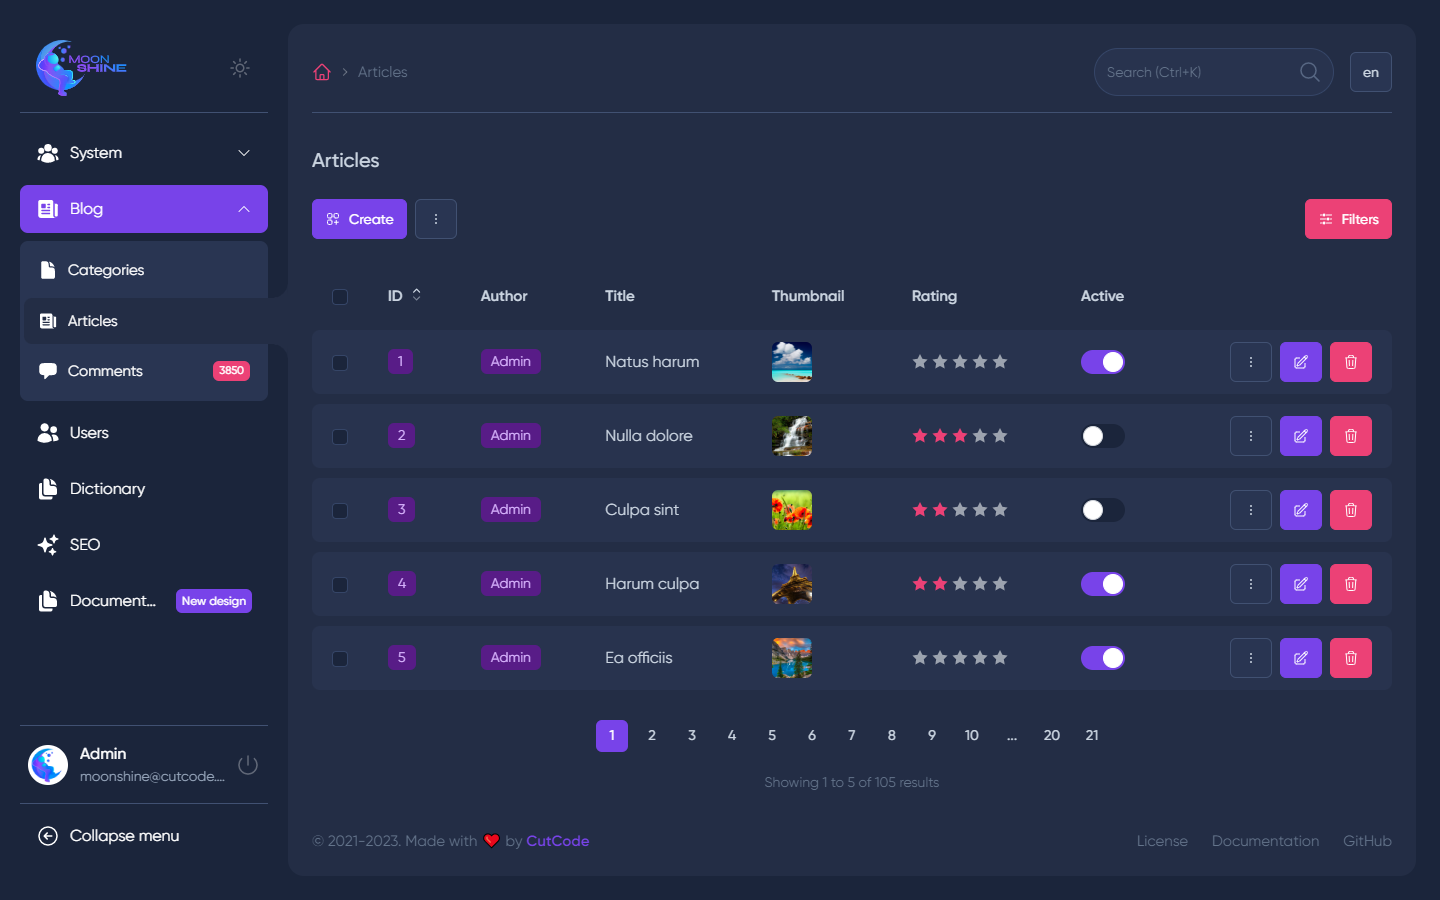 MOON
SHINE
System
Blog
Categories
Articles
Comments 3850
Users
Dictionary
SEO
Document... New design
Admin
moonshine@cutcode....
Collapse menu
Articles
Search (Ctrl+K)
en
Articles
Create
Filters
ID Author Title Thumbnail Rating Active
1 Admin Natus harum
2 Admin Nulla dolore
3 Admin Culpa sint
4 Admin Harum culpa
5 Admin Ea officiis
1 2 3 4 5 6 7 8 9 10 ... 20 21
Showing 1 to 5 of 105 results
© 2021-2023. Made with ❤️ by CutCode
License Documentation GitHub